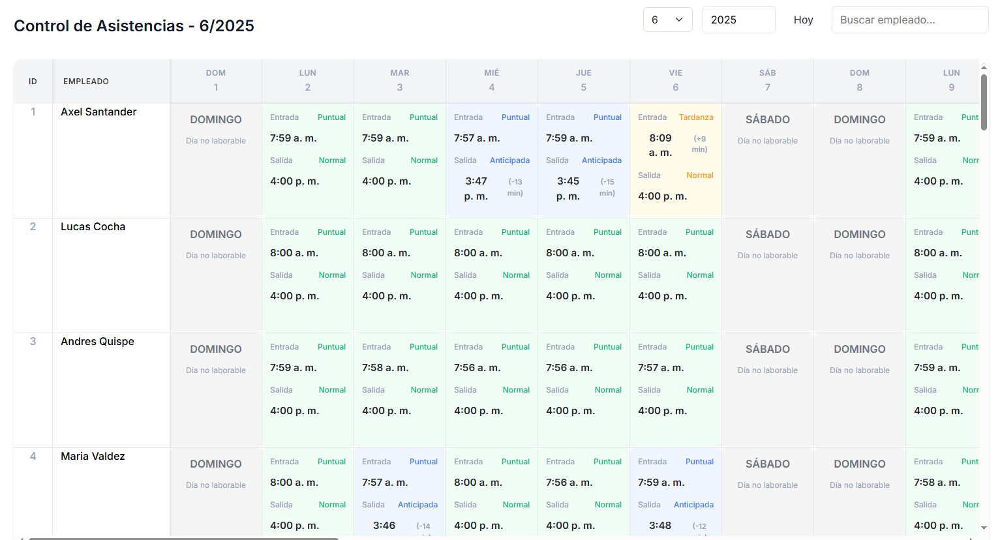 Control de Asistencias - 6/2025
6
2025
Hoy
Buscar empleado...
ID EMPLEADO DOM 1 LUN 2 MAR 3 MIÉ 4 JUE 5 VIE 6 SÁB 7 DOM 8 LUN 9
1 Axel Santander
DOMINGO
Día no laborable
Entrada Puntual
7:59 a. m.
Salida Normal
4:00 p. m.
Entrada Puntual
7:59 a. m.
Salida Normal
4:00 p. m.
Entrada Puntual
7:57 a. m.
Salida Anticipada
3:47 p. m. (-13 min)
Entrada Puntual
7:59 a. m.
Salida Anticipada
3:45 p. m. (-15 min)
Entrada Tardanza
8:09 a. m. (+9 min)
Salida Normal
4:00 p. m.
SÁBADO
Día no laborable
DOMINGO
Día no laborable
Entrada Punt
7:59 a. m.
Salida Norr
4:00 p. m.
2 Lucas Cocha
DOMINGO
Día no laborable
Entrada Puntual
8:00 a. m.
Salida Normal
4:00 p. m.
Entrada Puntual
8:00 a. m.
Salida Normal
4:00 p. m.
Entrada Puntual
8:00 a. m.
Salida Normal
4:00 p. m.
Entrada Puntual
8:00 a. m.
Salida Normal
4:00 p. m.
Entrada Puntual
8:00 a. m.
Salida Normal
4:00 p. m.
SÁBADO
Día no laborable
DOMINGO
Día no laborable
Entrada Punt
8:00 a. m.
Salida Norr
4:00 p. m.
3 Andres Quispe
DOMINGO
Día no laborable
Entrada Puntual
7:59 a. m.
Salida Normal
4:00 p. m.
Entrada Puntual
7:58 a. m.
Salida Normal
4:00 p. m.
Entrada Puntual
7:56 a. m.
Salida Normal
4:00 p. m.
Entrada Puntual
7:56 a. m.
Salida Normal
4:00 p. m.
Entrada Puntual
7:57 a. m.
Salida Normal
4:00 p. m.
SÁBADO
Día no laborable
DOMINGO
Día no laborable
Entrada Punt
7:59 a. m.
Salida Norr
4:00 p. m.
4 Maria Valdez
DOMINGO
Día no laborable
Entrada Puntual
8:00 a. m.
Salida Normal
4:00 p. m.
Entrada Puntual
7:57 a. m.
Salida Anticipada
3:46 (-14
Entrada Puntual
8:00 a. m.
Salida Normal
4:00 p. m.
Entrada Puntual
7:56 a. m.
Salida Normal
4:00 p. m.
Entrada Puntual
7:59 a. m.
Salida Anticipada
3:48 (-12
SÁBADO
Día no laborable
DOMINGO
Día no laborable
Entrada Punt
7:58 a. m.
Salida Norr
4:00 p. m.